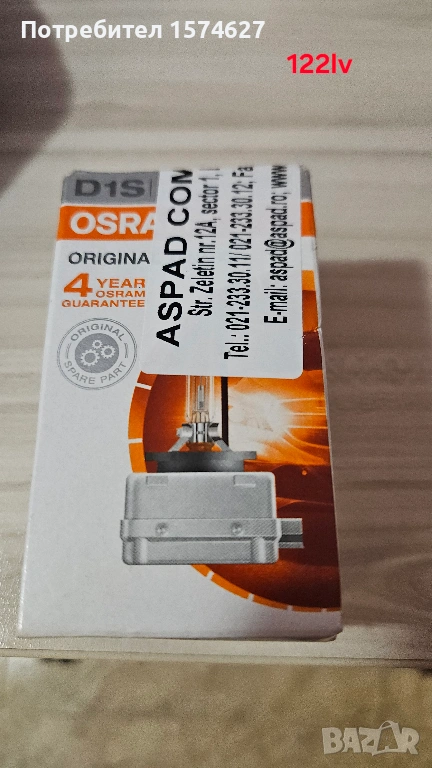 Потребител 1574627
122lv
D1S
OSRA
ORIGINA
4 YEAR
OSRAM
GUARANTEE
ORIGINAL
SPARE PART
ASPAD COM
Str. Zeletin nr.12A, sector 1,
Tel.: 021-233.30.11/ 021-233.30.12; Fa
E-mail: aspad@aspad.ro; www
BAZAR